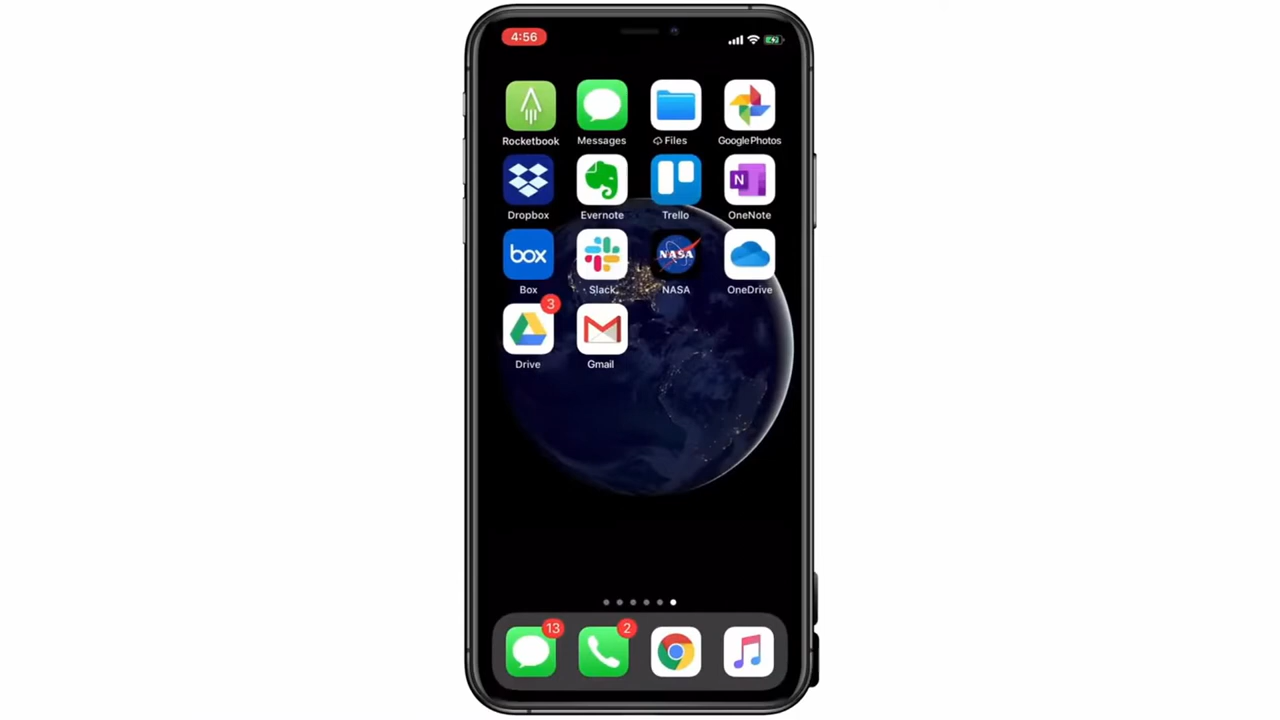 4:56
Rocketbook
Messages
Files
Google Photos
Dropbox
Evernote
Trello
OneNote
N
box
NASA
Box
Slack
NASA
OneDrive
3
Drive
Gmail
13
2